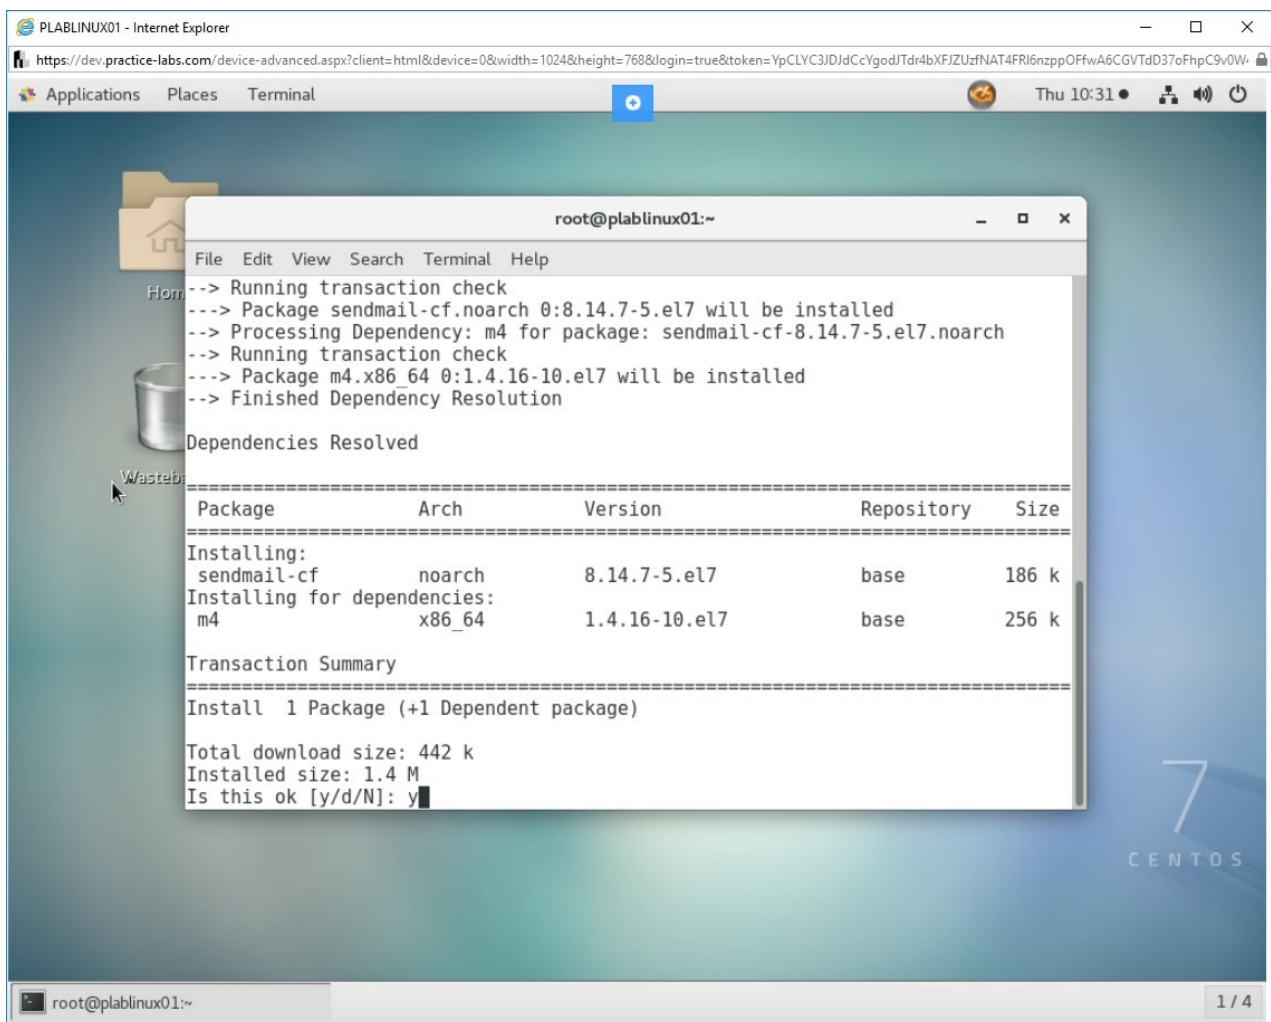 PLABLINUX01 - Internet Explorer
https://dev.practice-labs.com/device-advanced.aspx?client=html&device=0&width=1024&height=768&login=true&token=
Applications Places Terminal Thu 10:31
Home
Wasteb
root@plablinux01:~
File Edit View Search Terminal Help
--> Running transaction check
---> Package sendmail-cf.noarch 0:8.14.7-5.el7 will be installed
--> Processing Dependency: m4 for package: sendmail-cf-8.14.7-5.el7.noarch
--> Running transaction check
---> Package m4.x86_64 0:1.4.16-10.el7 will be installed
--> Finished Dependency Resolution
Dependencies Resolved
================================================================================
Package Arch Version Repository Size
================================================================================
Installing:
sendmail-cf noarch 8.14.7-5.el7 base 186 k
Installing for dependencies:
m4 x86_64 1.4.16-10.el7 base 256 k
Transaction Summary
================================================================================
Install 1 Package (+1 Dependent package)
Total download size: 442 k
Installed size: 1.4 M
Is this ok [y/d/N]: y
7
CENTOS
root@plablinux01:~
1 / 4